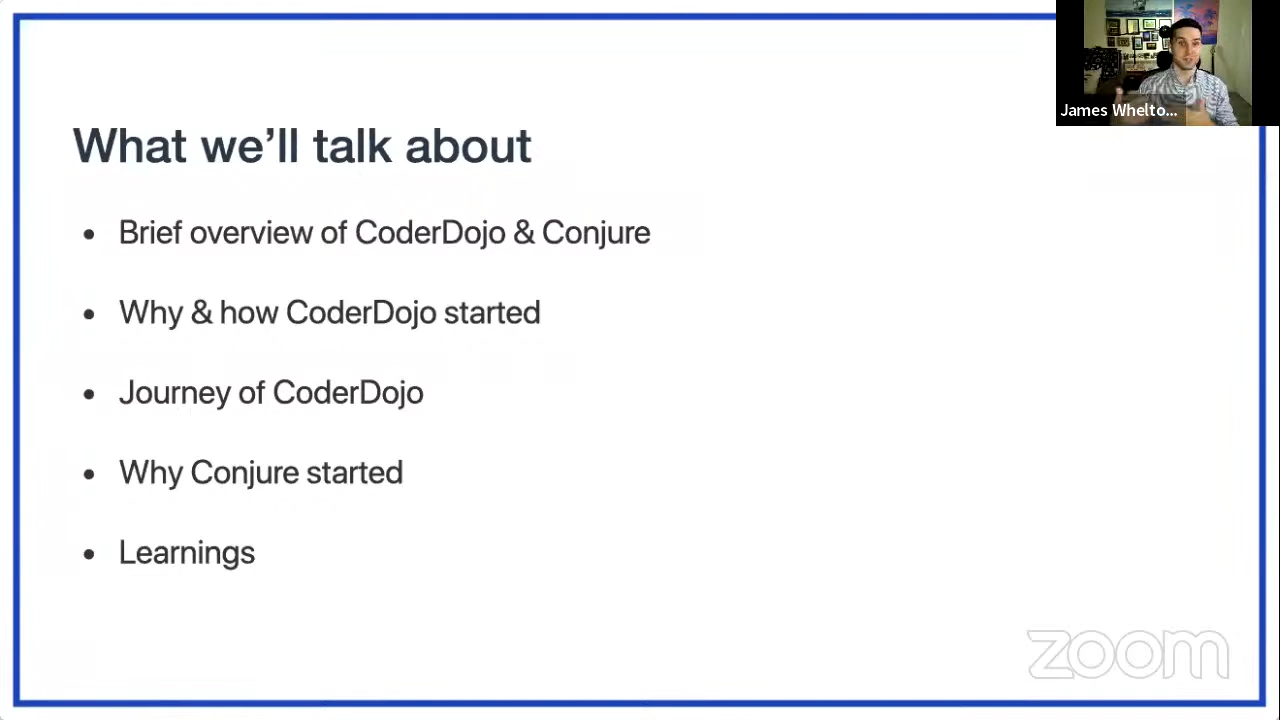 James Whelto...
What we'll talk about
• Brief overview of CoderDojo & Conjure
• Why & how CoderDojo started
• Journey of CoderDojo
• Why Conjure started
• Learnings
zoom